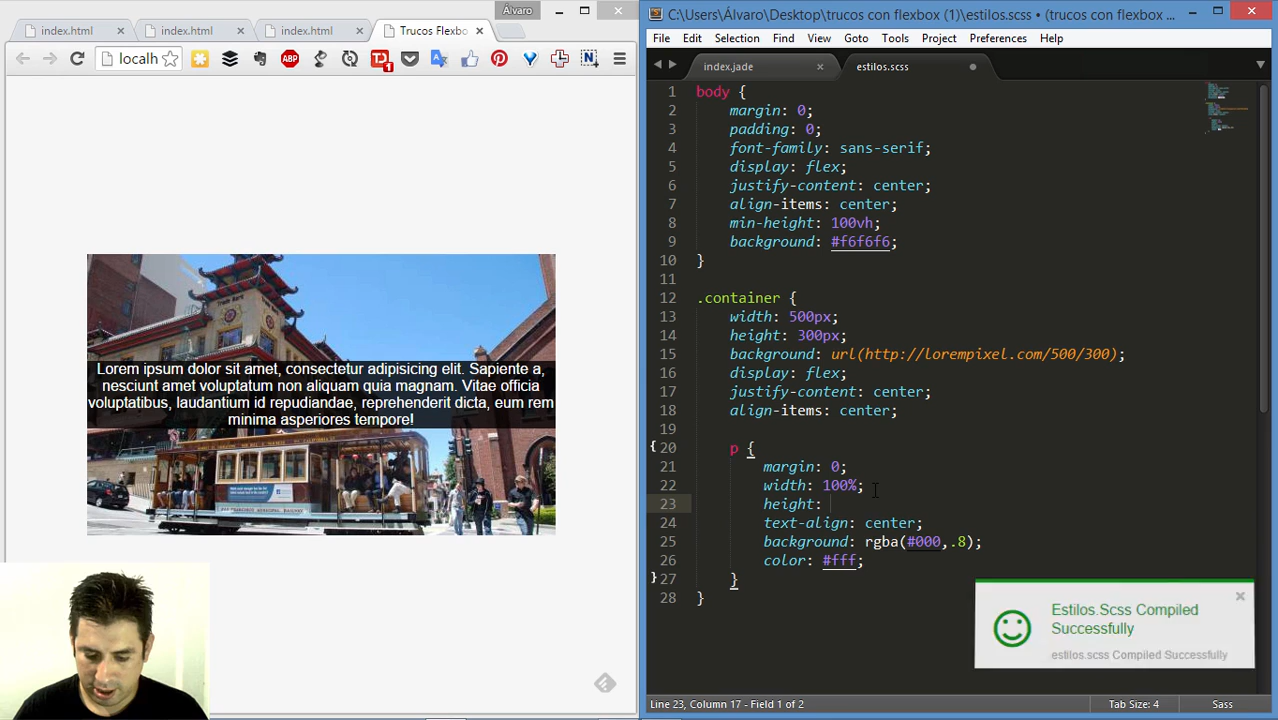 Álvaro
index.html
index.html
index.html
Trucos Flexbo
localh
ABP
1
N
Lorem ipsum dolor sit amet, consectetur adipisicing elit. Sapiente a,
nesciunt amet voluptatum non aliquam quia magnam. Vitae officia
voluptatibus, laudantium id repudiandae, reprehenderit dicta, eum rem
minima asperiores tempore!
C:\Users\Álvaro\Desktop\trucos con flexbox (1)\estilos.scss • (trucos con flexbox ...
File Edit Selection Find View Goto Tools Project Preferences Help
index.jade
estilos.scss
1 body {
2 margin: 0;
3 padding: 0;
4 font-family: sans-serif;
5 display: flex;
6 justify-content: center;
7 align-items: center;
8 min-height: 100vh;
9 background: #f6f6f6;
10 }
11
12 .container {
13 width: 500px;
14 height: 300px;
15 background: url(http://lorempixel.com/500/300);
16 display: flex;
17 justify-content: center;
18 align-items: center;
19
20 p {
21 margin: 0;
22 width: 100%;
23 height:
24 text-align: center;
25 background: rgba(#000,.8);
26 color: #fff;
27 }
28 }
Estilos.Scss Compiled
Successfully
estilos.scss Compiled Successfully
Line 23, Column 17 - Field 1 of 2
Tab Size: 4
Sass